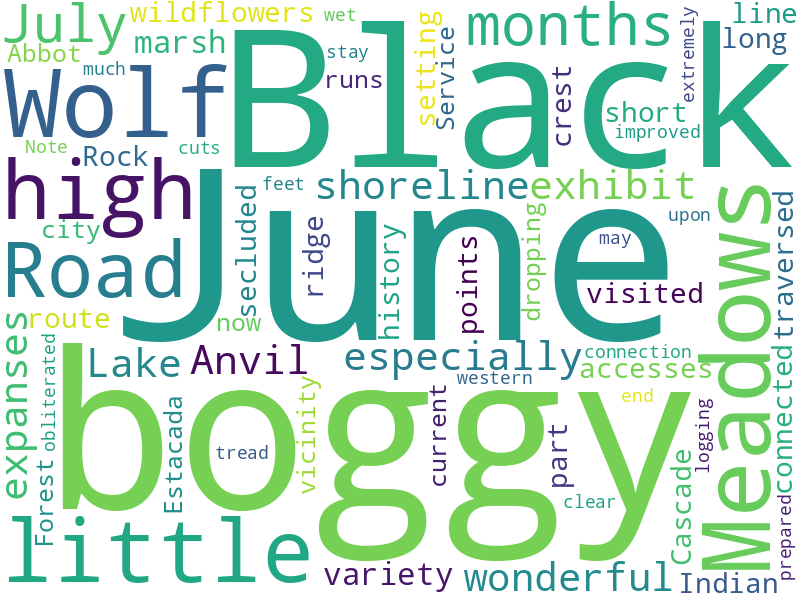 July
wildflowers
wet
months
line
Abbot
marsh
stay
long
much
runs
Wolf
Black
setting
Service
crest
extremely
short
improved
Note
Rock
cuts
high
June
feet
shoreline
exhibit
Meadows
traversed
upon
city
secluded
ridge
history
points
dropping
may
Road
visited
route
now
expanses
Lake
Anvil
especially
connection
accesses
connected
obliterated
boggy
western
end
Estacada
vicinity
current
part
logging
tread
Forest
clear
Cascade
prepared
little
variety
wonderful
Indian